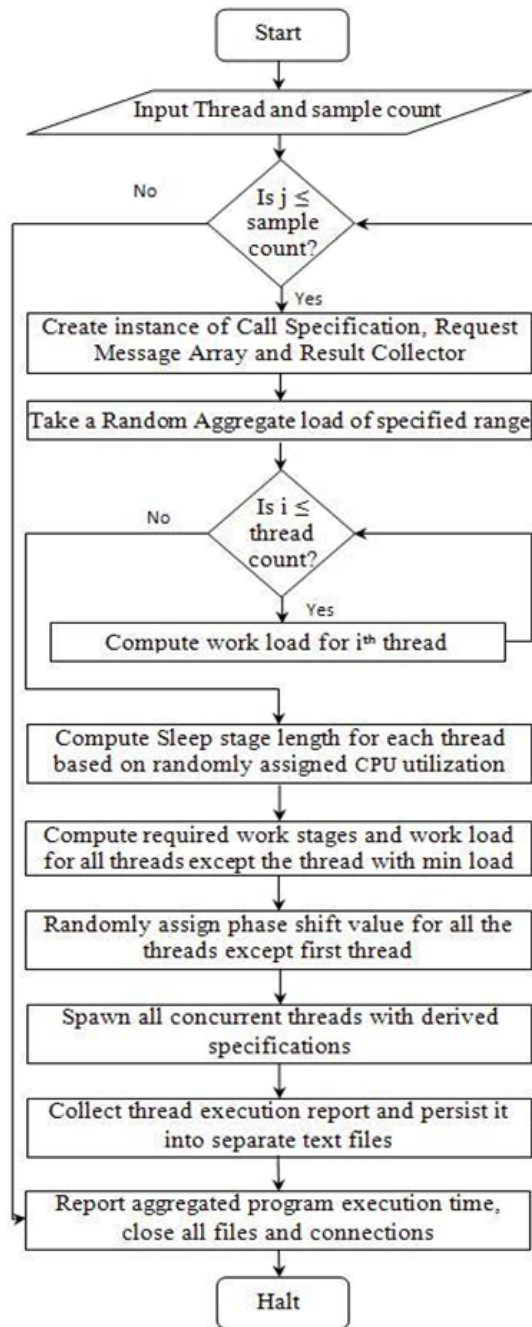 Start
Input Thread and sample count
No
Is j ≤
sample
count?
Yes
Create instance of Call Specification, Request
Message Array and Result Collector
Take a Random Aggregate load of specified range
No
Is i ≤
thread
count?
Yes
Compute work load for iᵗʰ thread
Compute Sleep stage length for each thread
based on randomly assigned CPU utilization
Compute required work stages and work load
for all threads except the thread with min load
Randomly assign phase shift value for all the
threads except first thread
Spawn all concurrent threads with derived
specifications
Collect thread execution report and persist it
into separate text files
Report aggregated program execution time,
close all files and connections
Halt